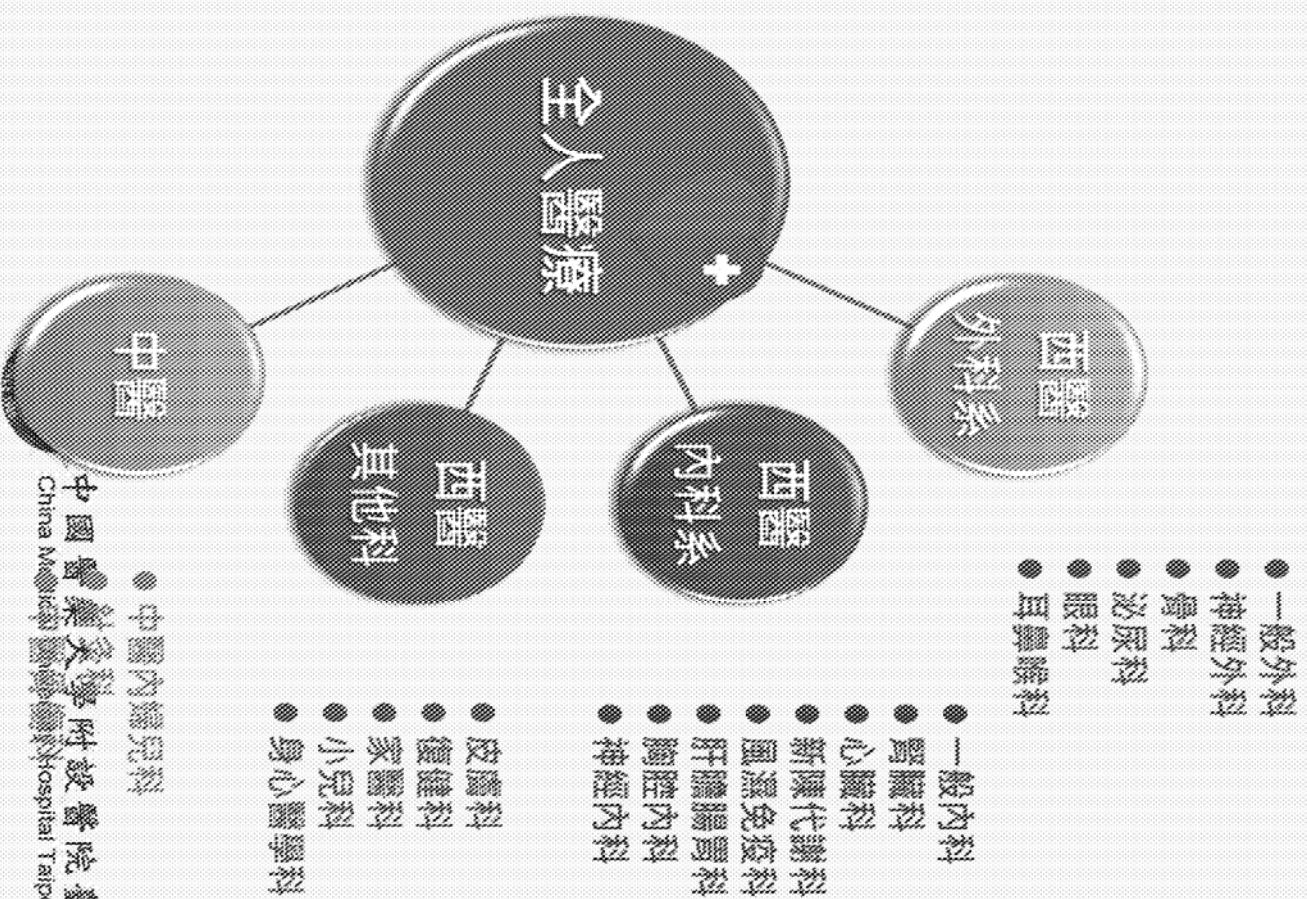 全人醫療
西醫
外科系
一般外科
神經外科
骨科
泌尿科
眼科
耳鼻喉科
西醫
內科系
一般內科
腎臟科
心臟科
新陳代謝科
風濕免疫科
肝膽腸胃科
胸腔內科
神經內科
西醫
其他科
皮膚科
復健科
家醫科
小兒科
身心醫學科
中醫
中醫內婦兒科
針灸科
中國醫藥大學附設醫院
China Medical Hospital